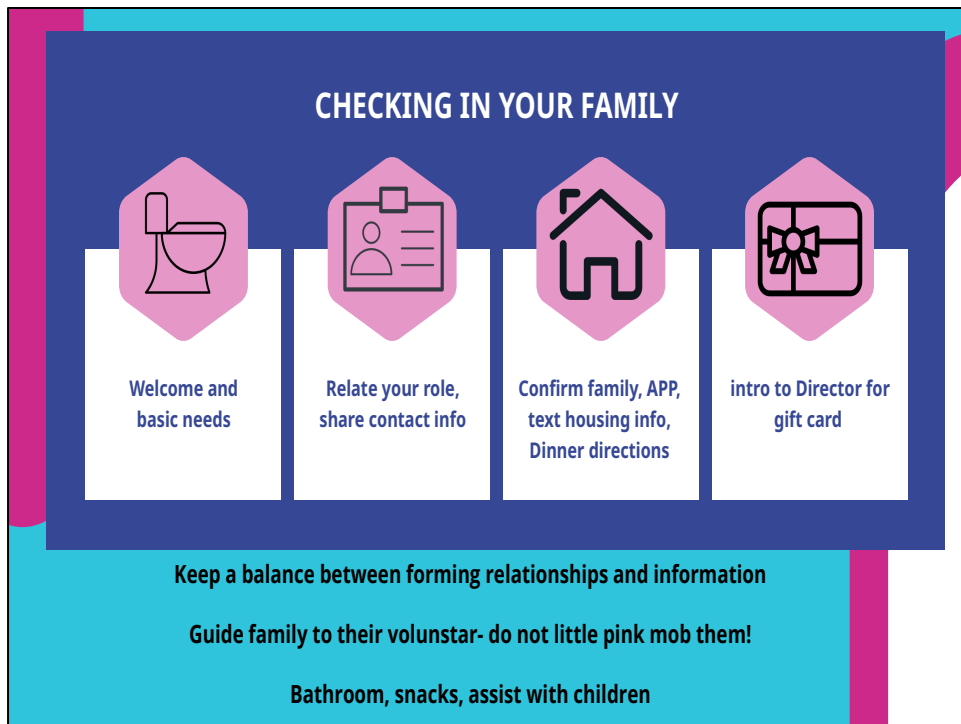 CHECKING IN YOUR FAMILY
Welcome and
basic needs
Relate your role,
share contact info
Confirm family, APP,
text housing info,
Dinner directions
intro to Director for
gift card
Keep a balance between forming relationships and information
Guide family to their volunstar- do not little pink mob them!
Bathroom, snacks, assist with children